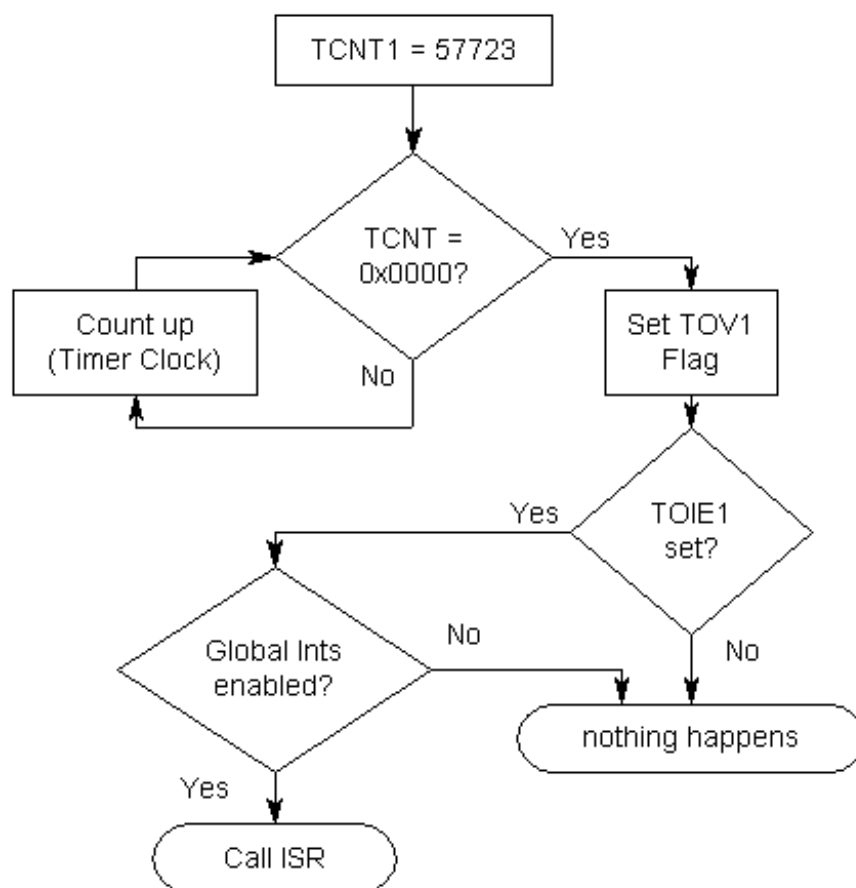 TCNT1 = 57723
TCNT =
0x0000?
Yes
No
Count up
(Timer Clock)
Set TOV1
Flag
TOIE1
set?
Yes
No
Global Ints
enabled?
No
Yes
nothing happens
Call ISR